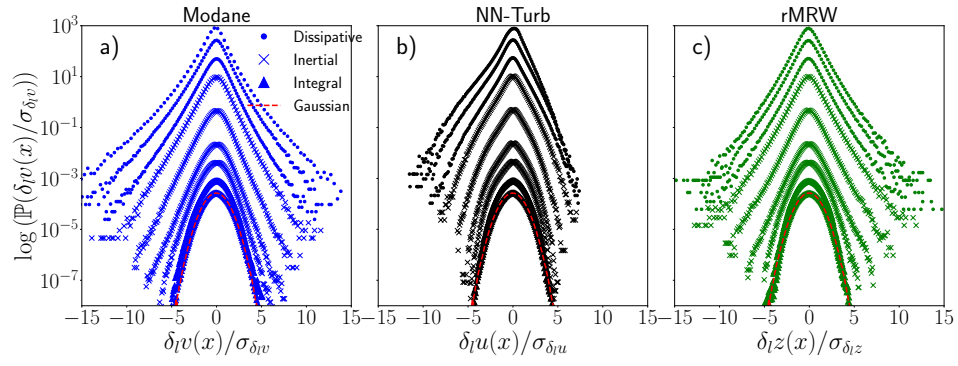 Modane
NN-Turb
rMRW
a)
b)
c)
Dissipative
Inertial
Integral
Gaussian
log (ℙ(δ_l v(x)/σ_{δ_l v}))
10^3
10^1
10^{−1}
10^{−3}
10^{−5}
10^{−7}
−15 −10 −5 0 5 10 15
−10 −5 0 5 10 15
−10 −5 0 5 10 15
δ_l v(x)/σ_{δ_l v}
δ_l u(x)/σ_{δ_l u}
δ_l z(x)/σ_{δ_l z}